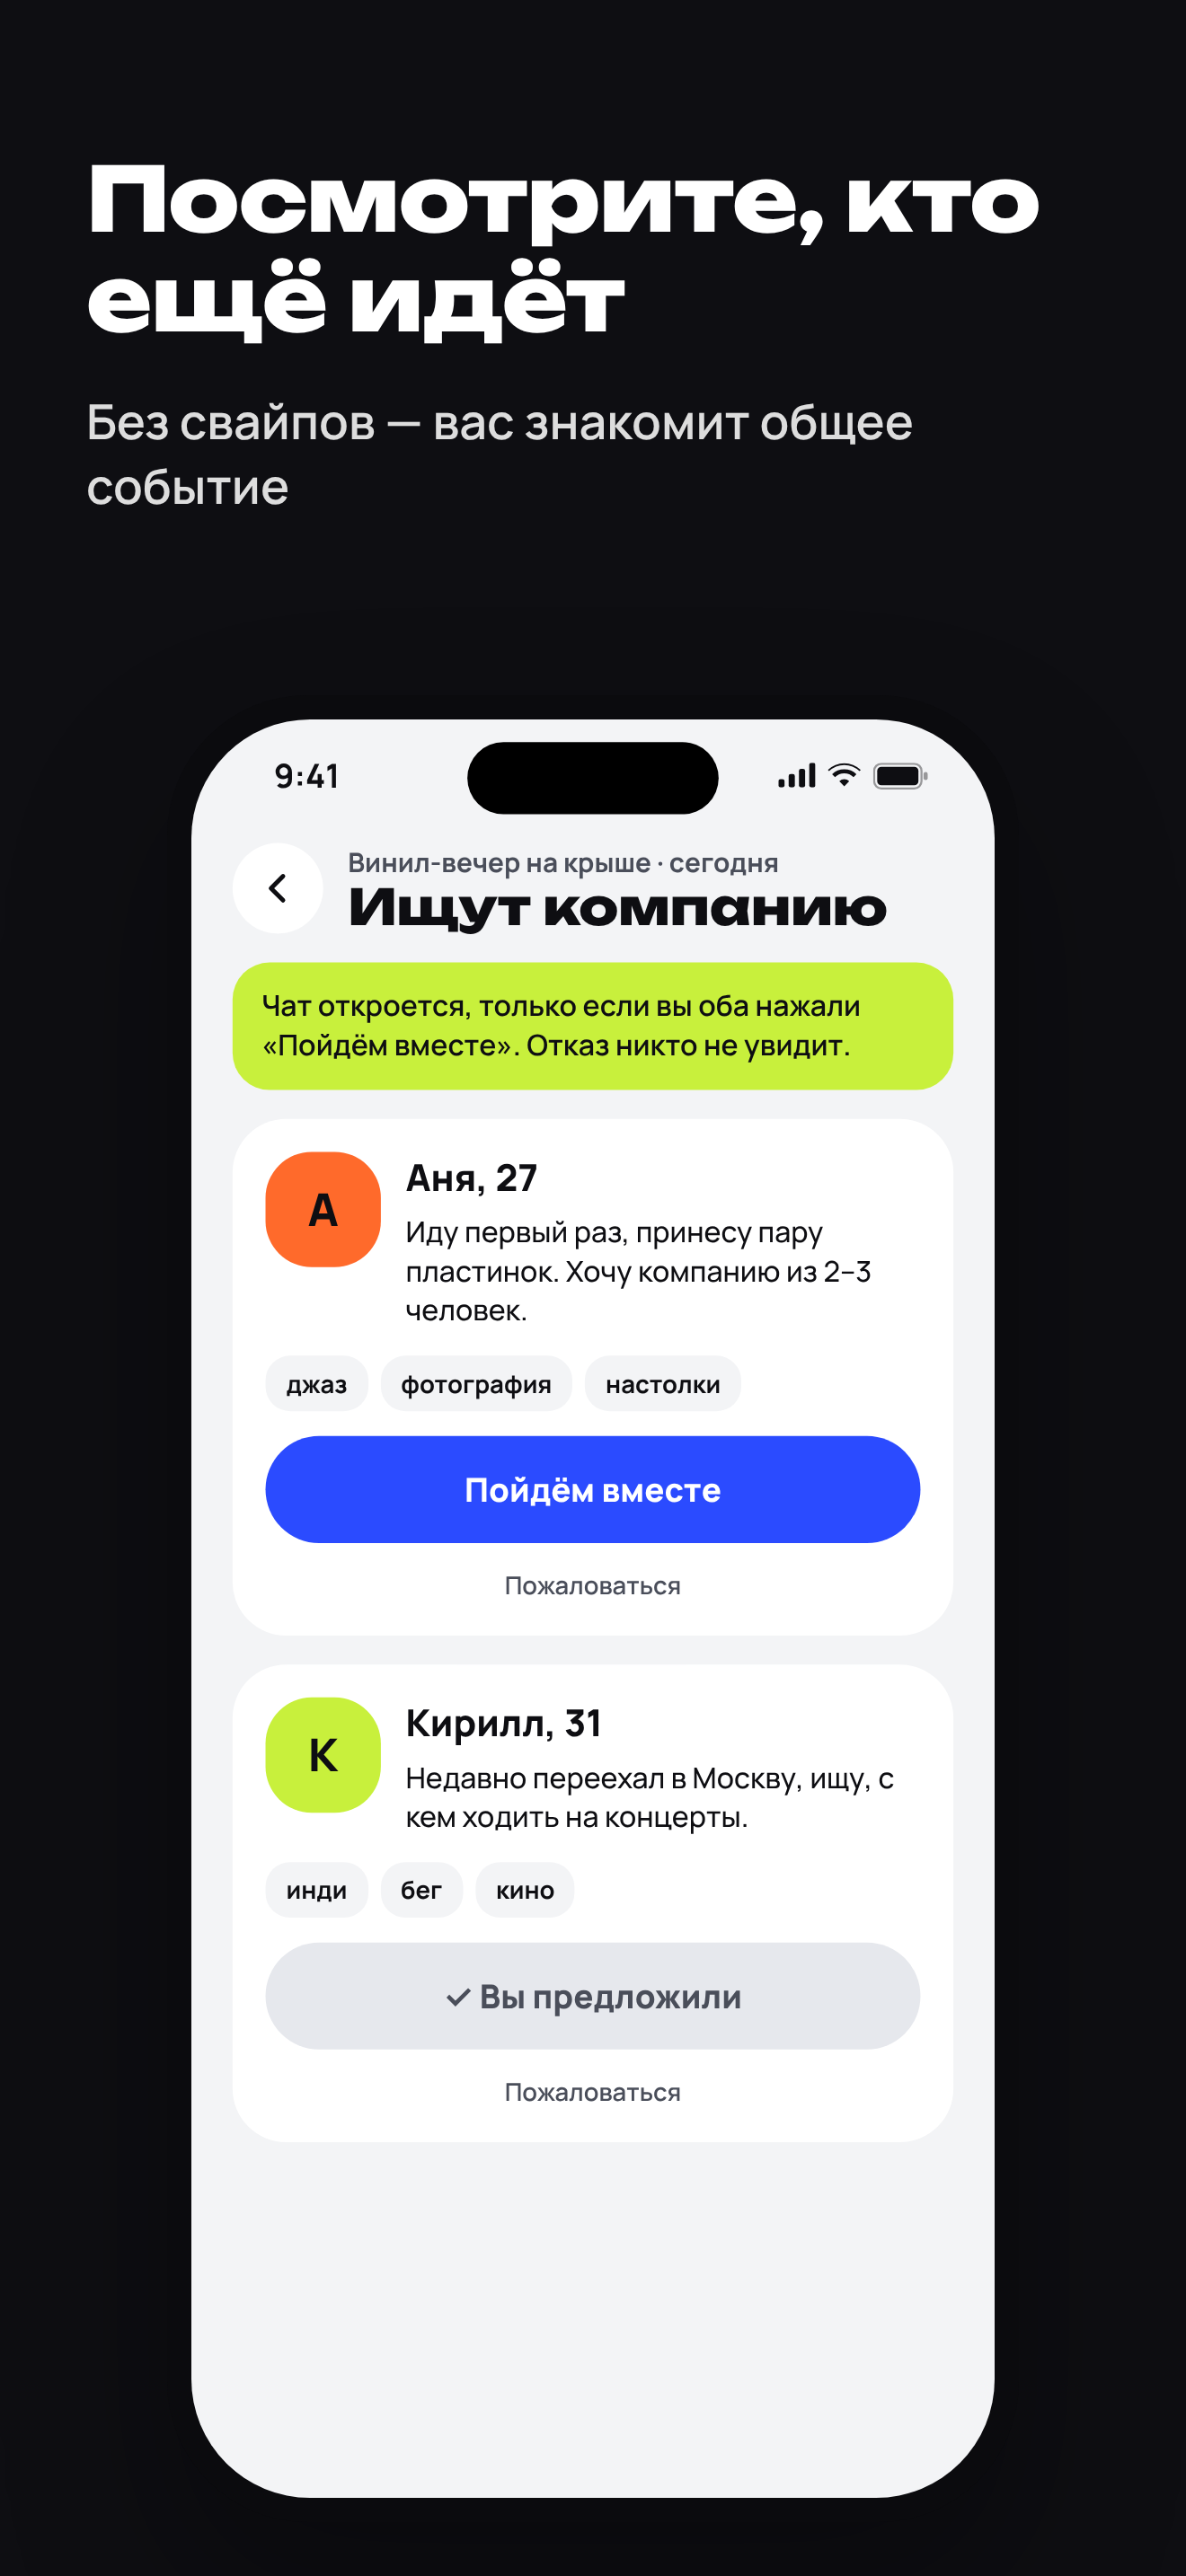 Посмотрите, кто
ещё идёт
Без свайпов — вас знакомит общее
событие
9:41
Винил-вечер на крыше · сегодня
Ищут компанию
Чат откроется, только если вы оба нажали
«Пойдём вместе». Отказ никто не увидит.
А
Аня, 27
Иду первый раз, принесу пару
пластинок. Хочу компанию из 2–3
человек.
джаз фотография настолки
Пойдём вместе
Пожаловаться
К
Кирилл, 31
Недавно переехал в Москву, ищу, с
кем ходить на концерты.
инди бег кино
✓ Вы предложили
Пожаловаться